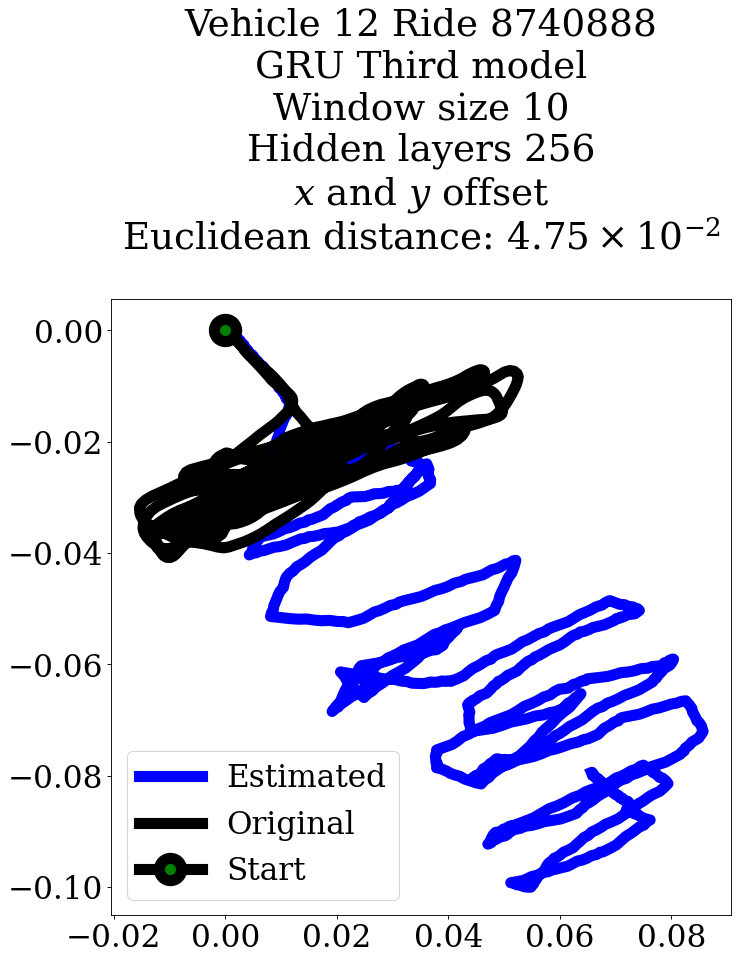 Vehicle 12 Ride 8740888
GRU Third model
Window size 10
Hidden layers 256
x and y offset
Euclidean distance: 4.75 × 10⁻²
0.00
−0.02
−0.04
−0.06
−0.08
−0.10
Estimated
Original
Start
−0.02 0.00 0.02 0.04 0.06 0.08